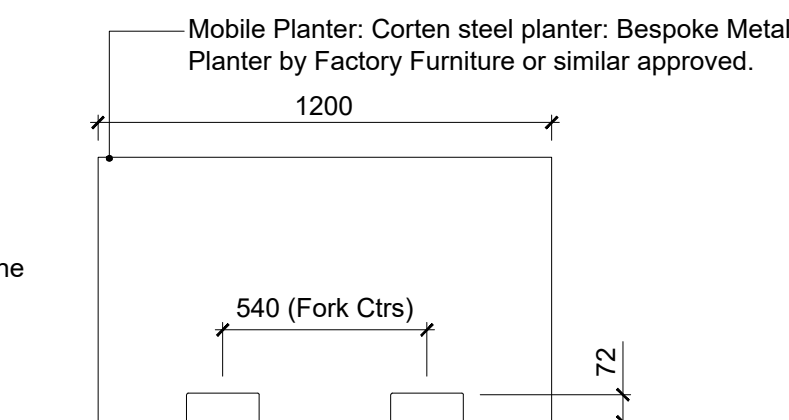 Mobile Planter: Corten steel planter: Bespoke Metal
Planter by Factory Furniture or similar approved.
1200
540 (Fork Ctrs)
72